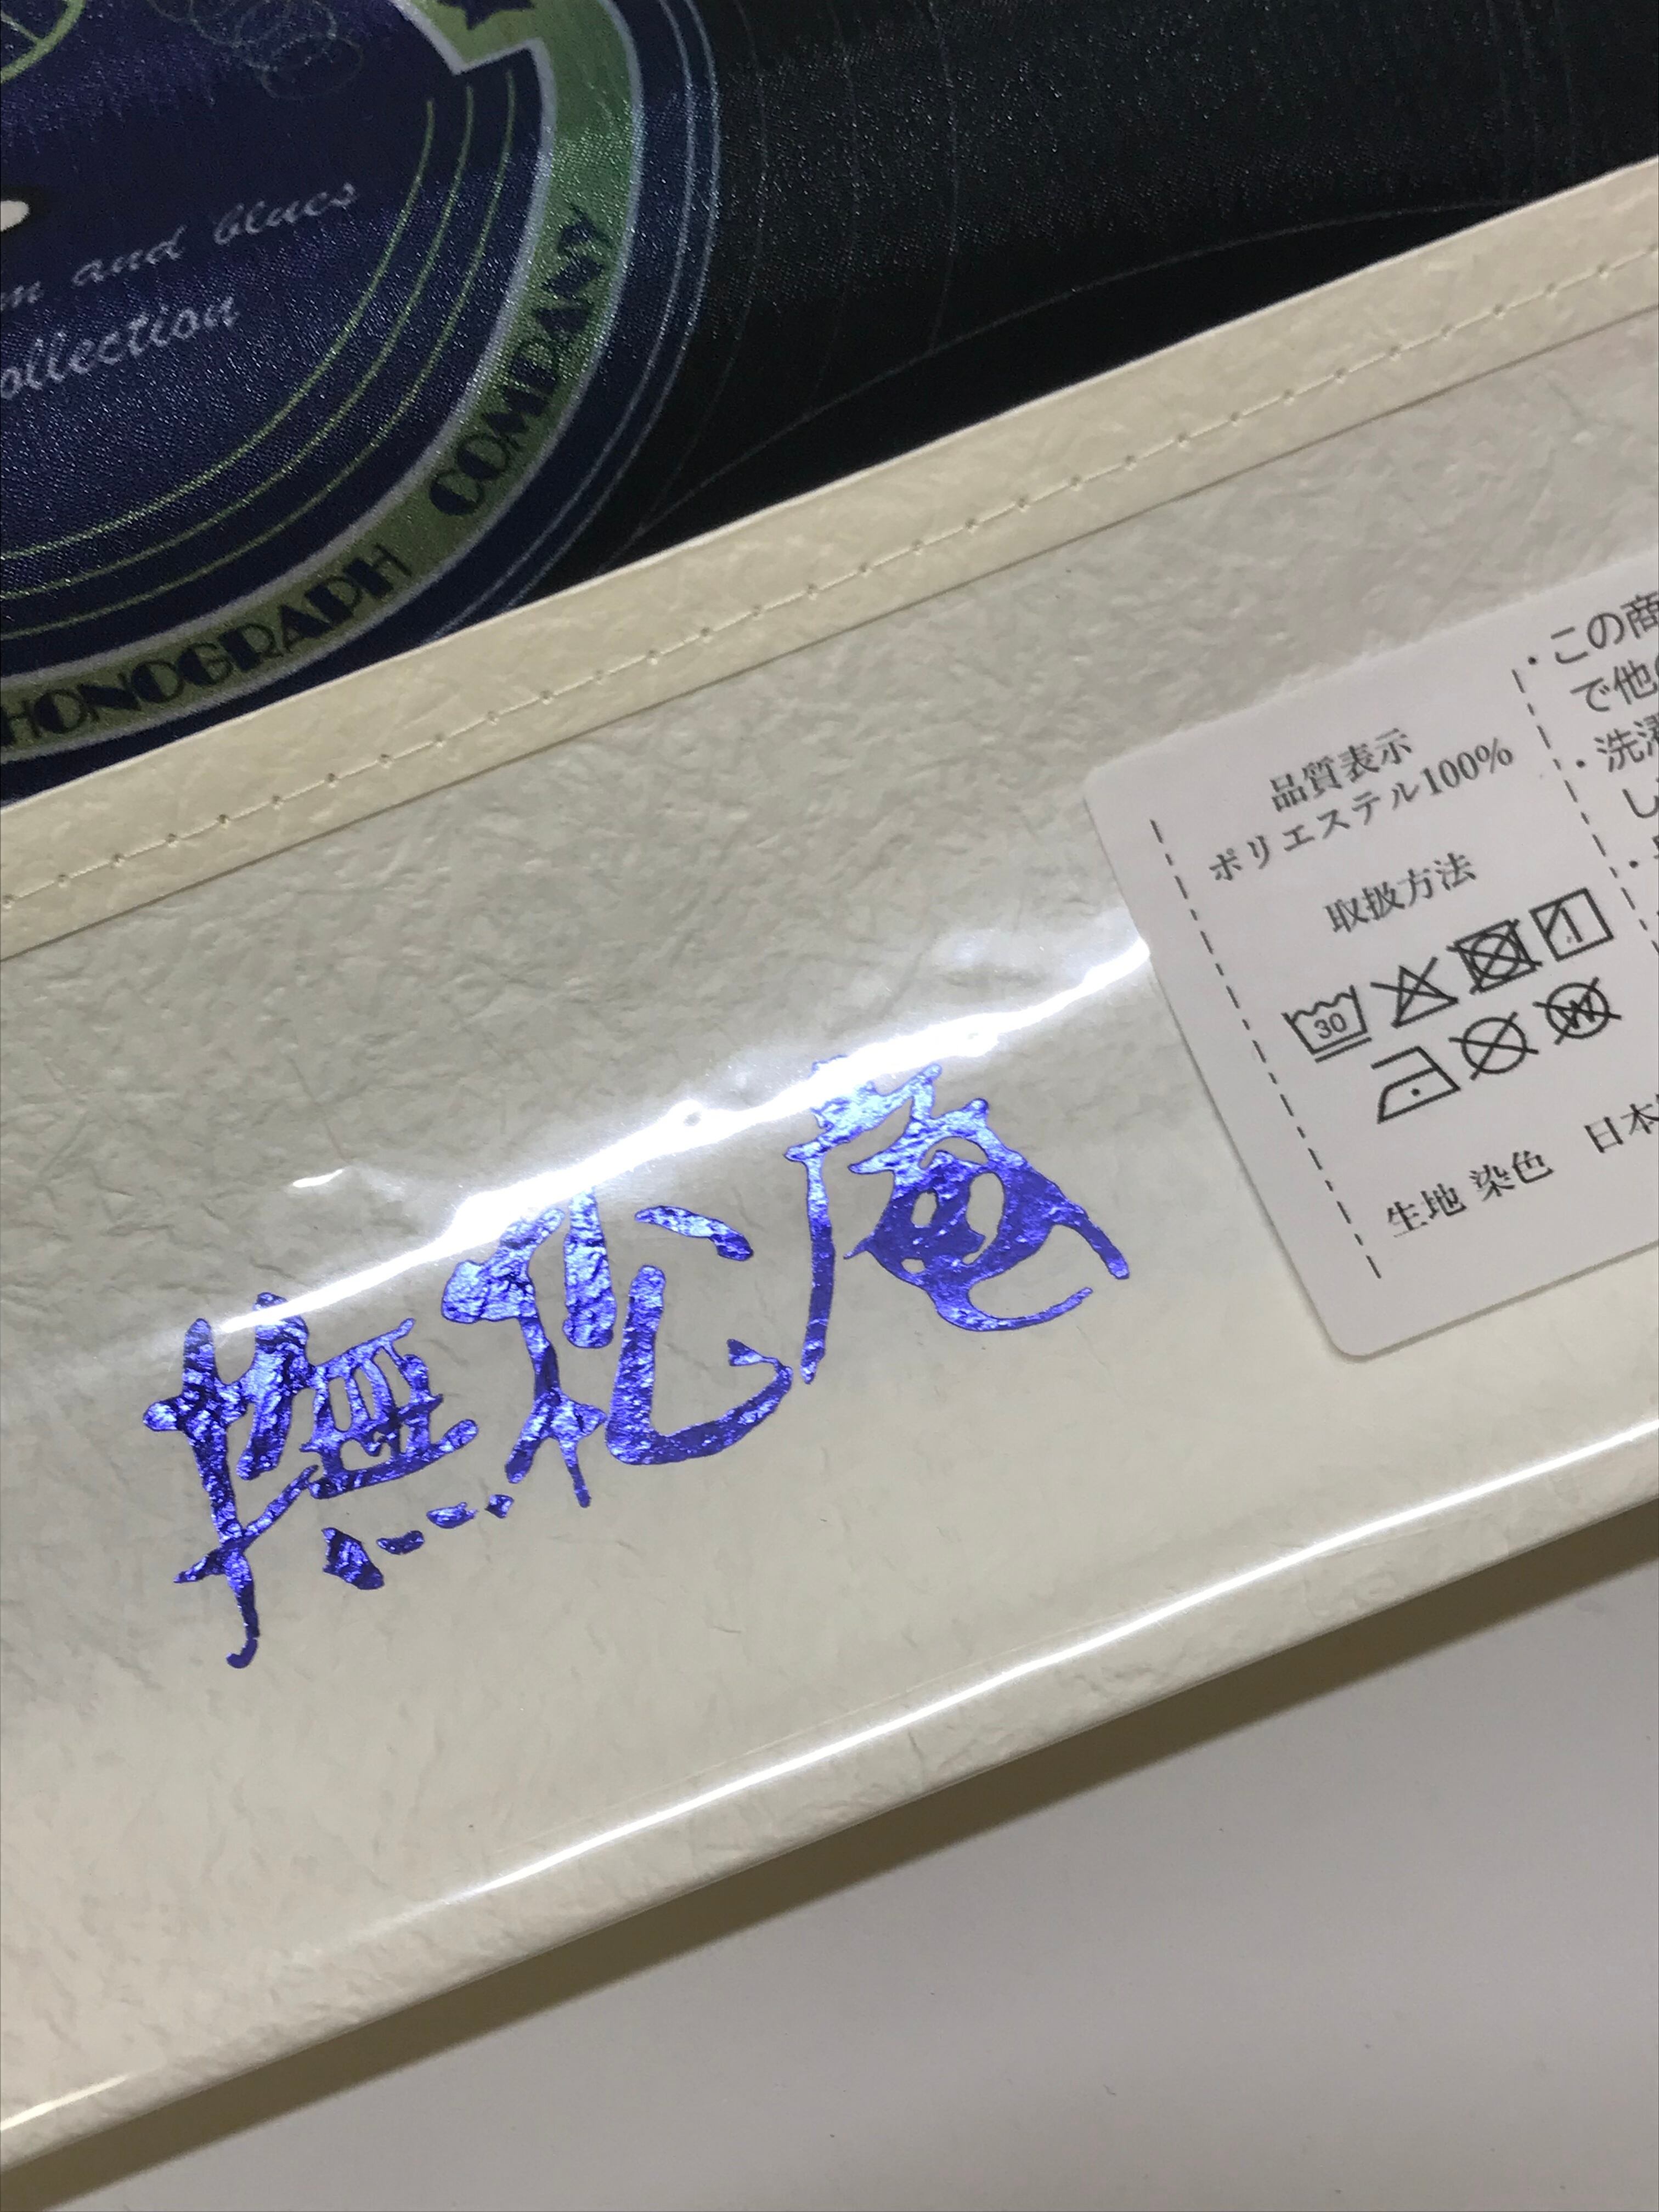 m and blues
ollection
HONOGRAPH COMPANY
撫松庵
品質表示
ポリエステル100%
取扱方法
30
W
生地 染色 日本
・この商
で他
・洗濯
し